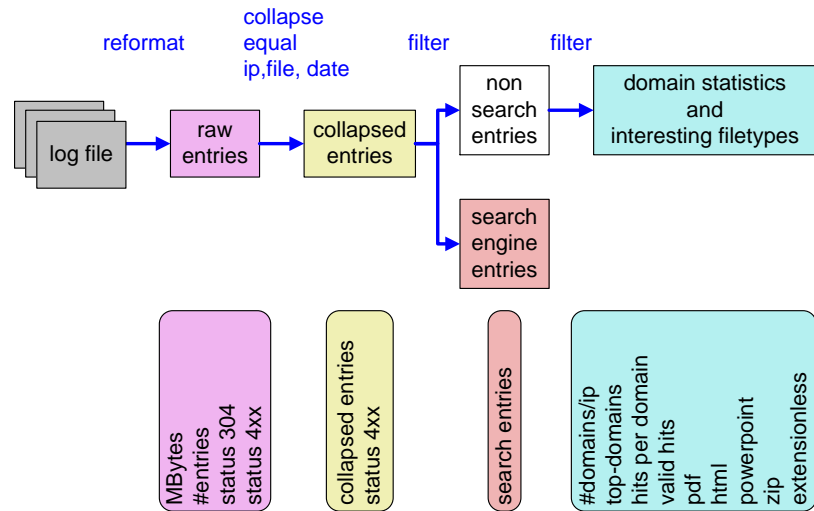 reformat
collapse
equal
ip,file, date
filter
filter
log file
raw
entries
collapsed
entries
non
search
entries
domain statistics
and
interesting filetypes
search
engine
entries
MBytes
#entries
status 304
status 4xx
collapsed entries
status 4xx
search entries
#domains/ip
top-domains
hits per domain
valid hits
pdf
html
powerpoint
zip
extensionless